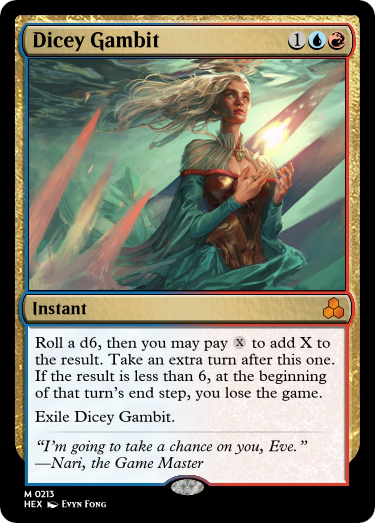 Dicey Gambit 1
Instant
Roll a d6, then you may pay X to add X to
the result. Take an extra turn after this one.
If the result is less than 6, at the beginning
of that turn's end step, you lose the game.
Exile Dicey Gambit.
“I'm going to take a chance on you, Eve.”
—Nari, the Game Master
M 0213
HEX Evyn Fong